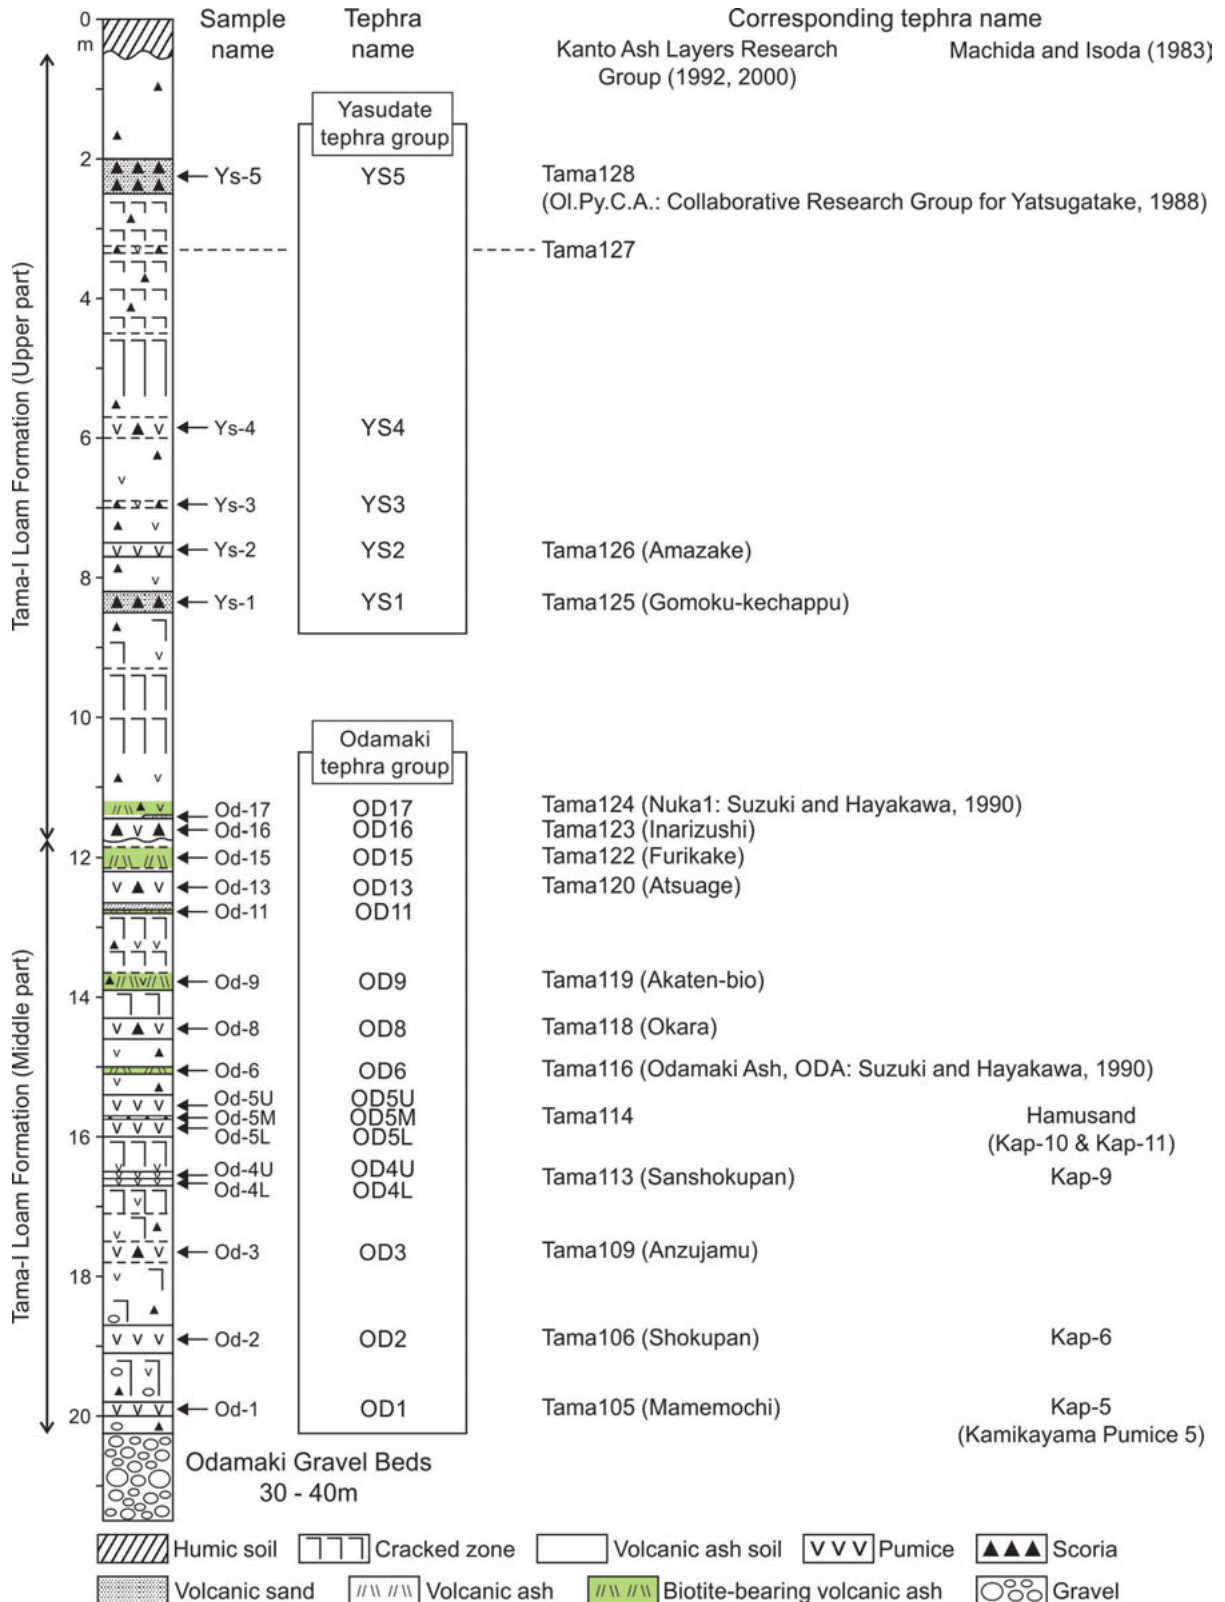 Sample name
Tephra name
Corresponding tephra name
Kanto Ash Layers Research Group (1992, 2000)
Machida and Isoda (1983)
0
m
Yasudate tephra group
2
Ys-5 YS5 Tama128
(Ol.Py.C.A.: Collaborative Research Group for Yatsugatake, 1988)
Tama127
4
Ys-4 YS4
6
Ys-3 YS3
Ys-2 YS2 Tama126 (Amazake)
8
Ys-1 YS1 Tama125 (Gomoku-kechappu)
10
Odamaki tephra group
Od-17 OD17 Tama124 (Nuka1: Suzuki and Hayakawa, 1990)
Od-16 OD16 Tama123 (Inarizushi)
12
Od-15 OD15 Tama122 (Furikake)
Od-13 OD13 Tama120 (Atsuage)
Od-11 OD11
Od-9 OD9 Tama119 (Akaten-bio)
14
Od-8 OD8 Tama118 (Okara)
Od-6 OD6 Tama116 (Odamaki Ash, ODA: Suzuki and Hayakawa, 1990)
Od-5U OD5U
Od-5M OD5M Tama114 Hamusand
Od-5L OD5L (Kap-10 & Kap-11)
16
Od-4U OD4U Tama113 (Sanshokupan) Kap-9
Od-4L OD4L
Od-3 OD3 Tama109 (Anzujamu)
18
Od-2 OD2 Tama106 (Shokupan) Kap-6
Od-1 OD1 Tama105 (Mamemochi) Kap-5
20
(Kamikayama Pumice 5)
Tama-I Loam Formation (Upper part)
Tama-I Loam Formation (Middle part)
Odamaki Gravel Beds
30 - 40m
Humic soil Cracked zone Volcanic ash soil Pumice Scoria
Volcanic sand Volcanic ash Biotite-bearing volcanic ash Gravel